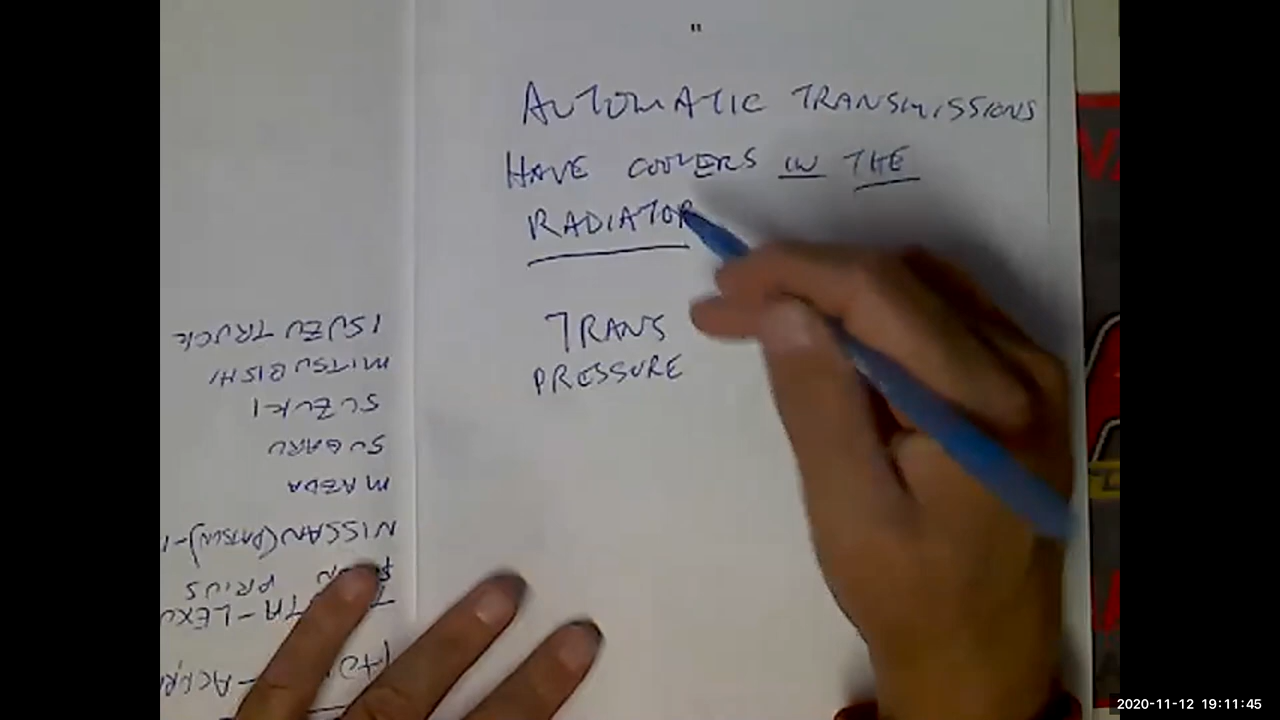 AUTOMATIC TRANSMISSIONS
HAVE COOLERS IN THE
RADIATOR
TRANS
PRESSURE
ISUZU TRUCK
MITSUBISHI
SUZUKI
SUBARU
MAZDA
NISSAN (DATSUN)
PRIUS
2020-11-12 19:11:45